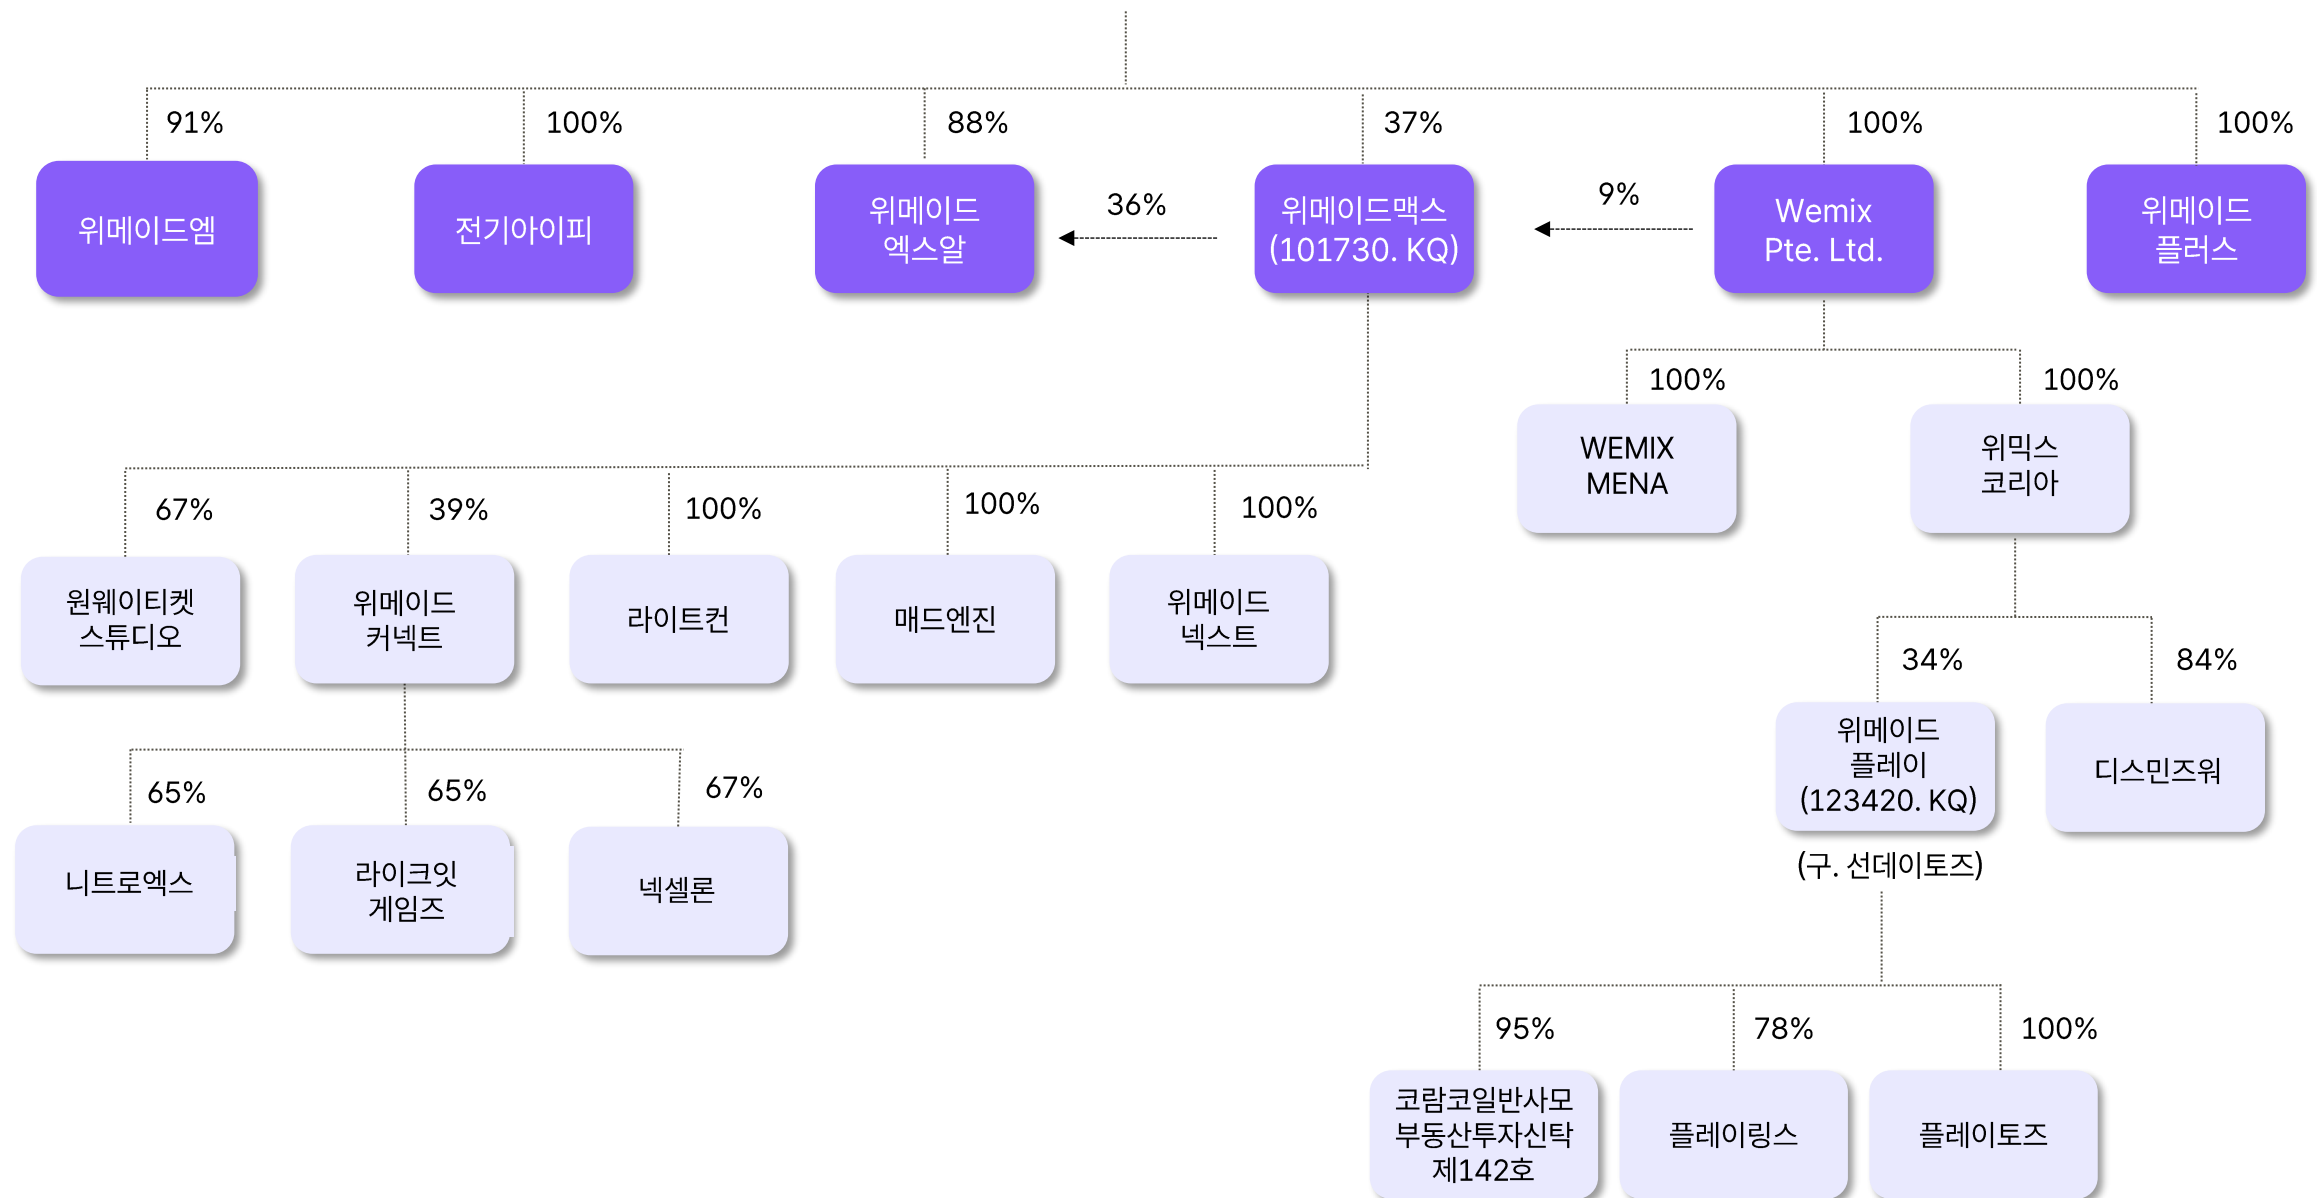 91%
100%
88%
37%
100%
100%
위메이드엠
전기아이피
위메이드
엑스알
36%
위메이드맥스
(101730. KQ)
9%
Wemix
Pte. Ltd.
위메이드
플러스
100%
100%
WEMIX
MENA
위믹스
코리아
67%
39%
100%
100%
100%
원웨이티켓
스튜디오
위메이드
커넥트
라이트컨
매드엔진
위메이드
넥스트
34%
84%
위메이드
플레이
(123420. KQ)
(구. 선데이토즈)
디스민즈워
65%
65%
67%
니트로엑스
라이크잇
게임즈
넥셀론
95%
78%
100%
코람코일반사모
부동산투자신탁
제142호
플레이링스
플레이토즈